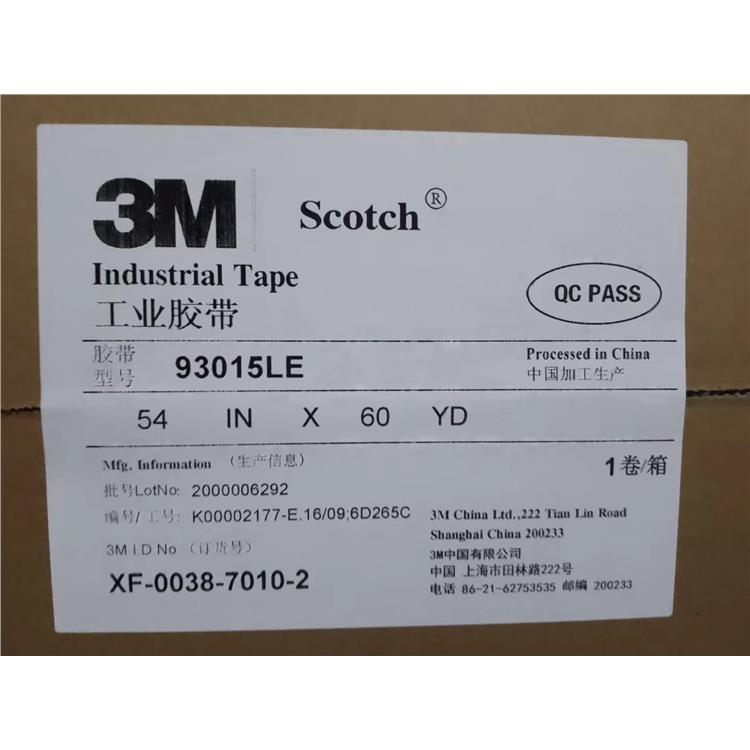 3M Scotch®
Industrial Tape
工业胶带
QC PASS
胶带
型号 93015LE
Processed in China
中国加工生产
54 IN X 60 YD
Mfg. Information （生产信息）
1卷/箱
批号LotNo: 2000006292
编号/工号: K00002177-E.16/09;6D265C
3M I.D No （订货号）
XF-0038-7010-2
3M China Ltd.,222 Tian Lin Road
Shanghai China 200233
3M中国有限公司
中国 上海市田林路222号
电话 86-21-62753535 邮编 200233